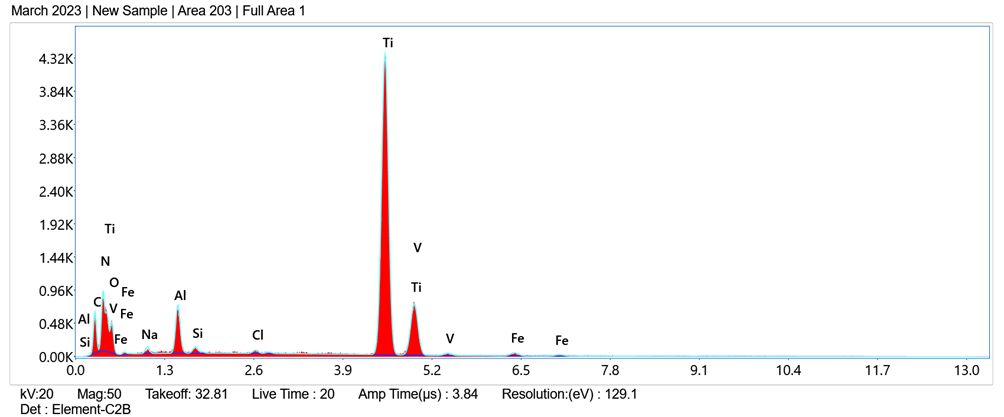 March 2023 | New Sample | Area 203 | Full Area 1
Ti
4.32K
3.84K
3.36K
2.88K
2.40K
1.92K
Ti
V
1.44K
N
O
Ti
0.96K
Fe
Al
C
V
Fe
0.48K
Al
Si
Fe
Na
Si
Cl
V
Fe
Fe
0.00K
0.0 1.3 2.6 3.9 5.2 6.5 7.8 9.1 10.4 11.7 13.0
kV:20 Mag:50 Takeoff: 32.81 Live Time : 20 Amp Time(μs) : 3.84 Resolution:(eV) : 129.1
Det : Element-C2B